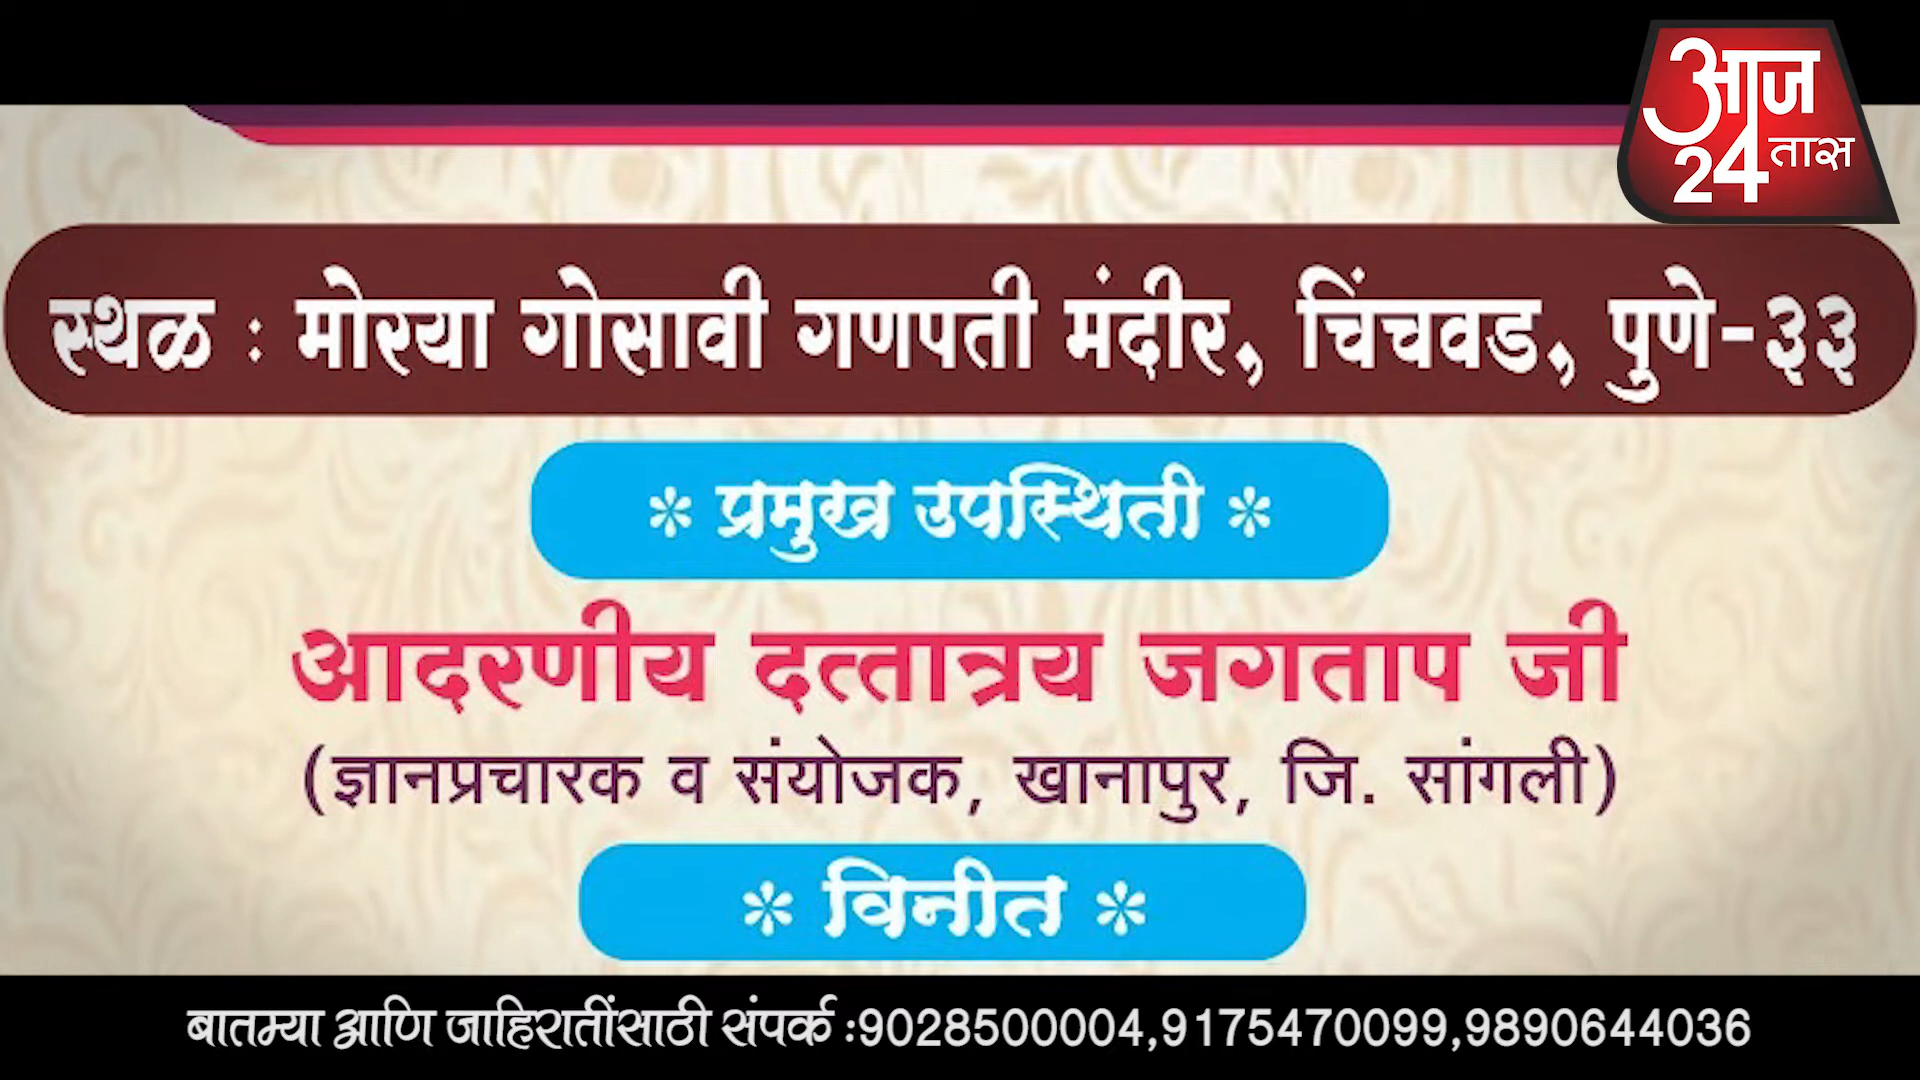 आज
24 तास
स्थळ : मोरया गोसावी गणपती मंदीर, चिंचवड, पुणे-३३
* प्रमुख उपस्थिती *
आदरणीय दत्तात्रय जगताप जी
(ज्ञानप्रचारक व संयोजक, खानापुर, जि. सांगली)
* विनीत *
बातम्या आणि जाहिरातींसाठी संपर्क :9028500004,9175470099,9890644036